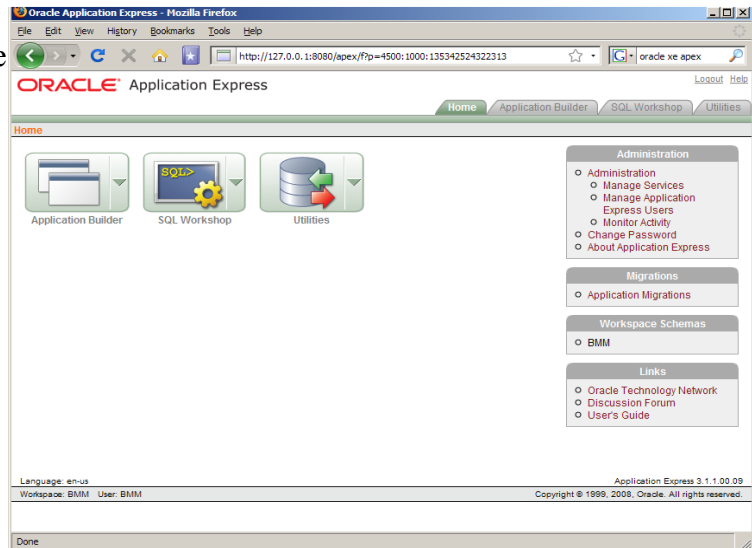 Oracle Application Express - Mozilla Firefox
File Edit View History Bookmarks Tools Help
e
http://127.0.0.1:8080/apex/f?p=4500:1000:135342524322313
oracle xe apex
ORACLE Application Express
Logout Help
Home Application Builder SQL Workshop Utilities
Home
SQL>
Application Builder SQL Workshop Utilities
Administration
Administration
Manage Services
Manage Application
Express Users
Monitor Activity
Change Password
About Application Express
Migrations
Application Migrations
Workspace Schemas
BMM
Links
Oracle Technology Network
Discussion Forum
User's Guide
Language: en-us
Application Express 3.1.1.00.09
Workspace: BMM User: BMM
Copyright © 1999, 2008, Oracle. All rights reserved.
Done